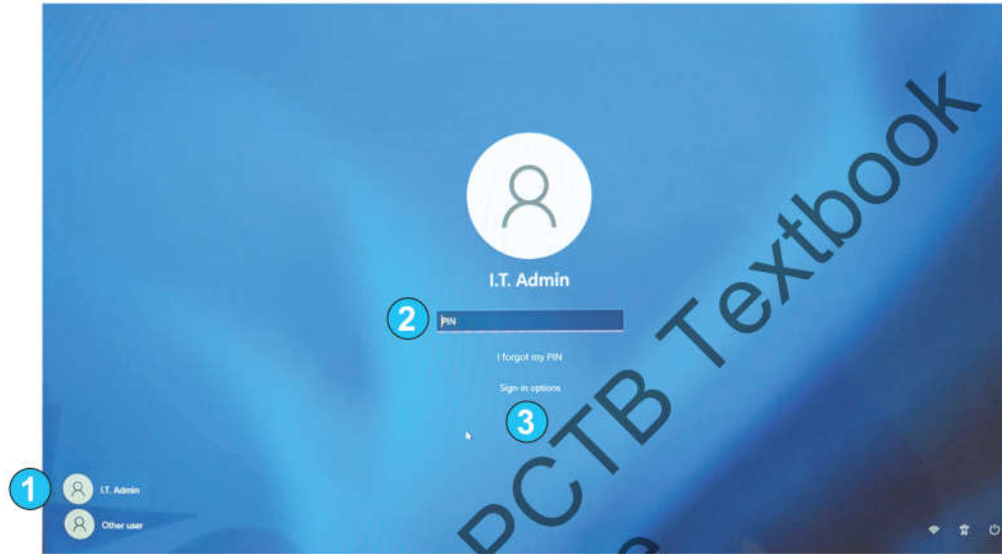 I.T. Admin
2
PIN
I forgot my PIN
Sign-in options
3
1
I.T. Admin
Other user
PCTB Textbook